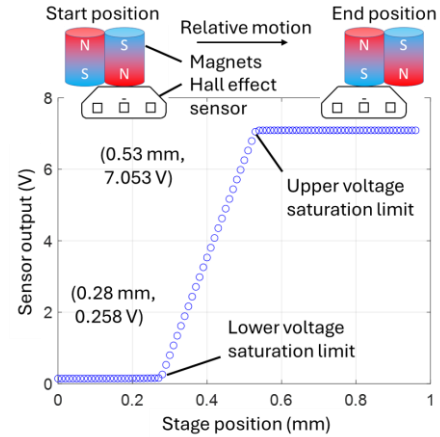 Start position
End position
Relative motion
N S
S N
Magnets
Hall effect
sensor
N S
S N
8
(0.53 mm,
7.053 V)
6
Upper voltage
saturation limit
Sensor output (V)
4
(0.28 mm,
0.258 V)
2
Lower voltage
saturation limit
0
0 0.2 0.4 0.6 0.8 1
Stage position (mm)